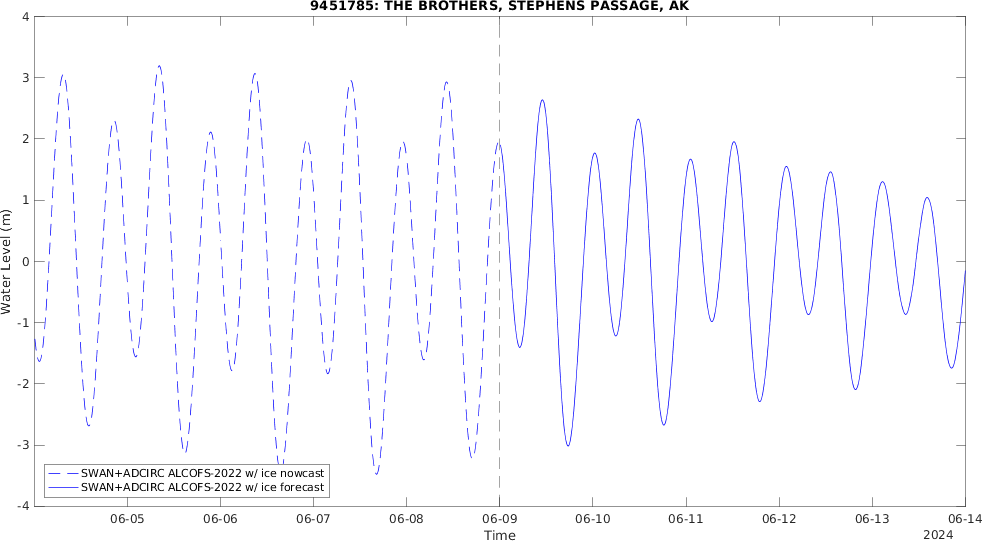 9451785: THE BROTHERS, STEPHENS PASSAGE, AK
4
3
2
1
0
-1
-2
-3
-4
Water Level (m)
SWAN+ADCIRC ALCOFS-2022 w/ ice nowcast
SWAN+ADCIRC ALCOFS-2022 w/ ice forecast
06-05 06-06 06-07 06-08 06-09 06-10 06-11 06-12 06-13 06-14
Time
2024